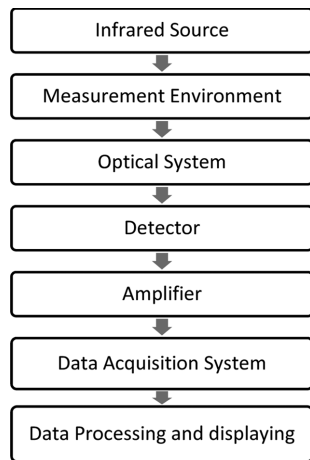 Infrared Source
Measurement Environment
Optical System
Detector
Amplifier
Data Acquisition System
Data Processing and displaying